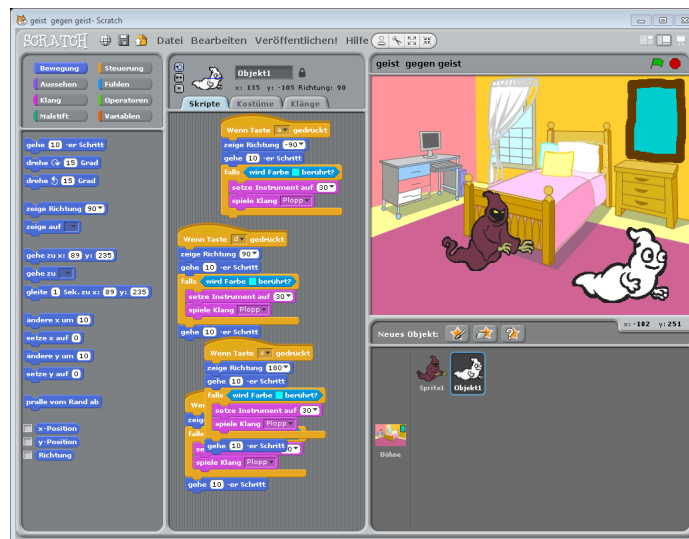 geist gegen geist- Scratch
SCRATCH Datei Bearbeiten Veröffentlichen! Hilfe
Bewegung Steuerung
Aussehen Fühlen
Klang Operatoren
Malstift Variablen
gehe 10 -er Schritt
drehe 15 Grad
drehe 15 Grad
zeige Richtung 90
zeige auf
gehe zu x: 89 y: 235
gehe zu
gleite 1 Sek. zu x: 89 y: 235
ändere x um 10
setze x auf 0
ändere y um 10
setze y auf 0
pralle vom Rand ab
x-Position
y-Position
Richtung
Objekt1
x: 135 y: -105 Richtung: 90
Skripte Kostüme Klänge
Wenn Taste a gedrückt
zeige Richtung -90
gehe 10 -er Schritt
falls wird Farbe berührt?
setze Instrument auf 30
spiele Klang Plopp
Wenn Taste d gedrückt
zeige Richtung 90
gehe 10 -er Schritt
falls wird Farbe berührt?
setze Instrument auf 30
spiele Klang Plopp
gehe 10 -er Schritt
Wenn Taste s gedrückt
zeige Richtung 180
gehe 10 -er Schritt
falls wird Farbe berührt?
setze Instrument auf 30
spiele Klang Plopp
gehe 10 -er Schritt
spiele Klang Plopp
gehe 10 -er Schritt
geist gegen geist
x: -182 y: 251
Neues Objekt:
Sprite1 Objekt1
Bühne